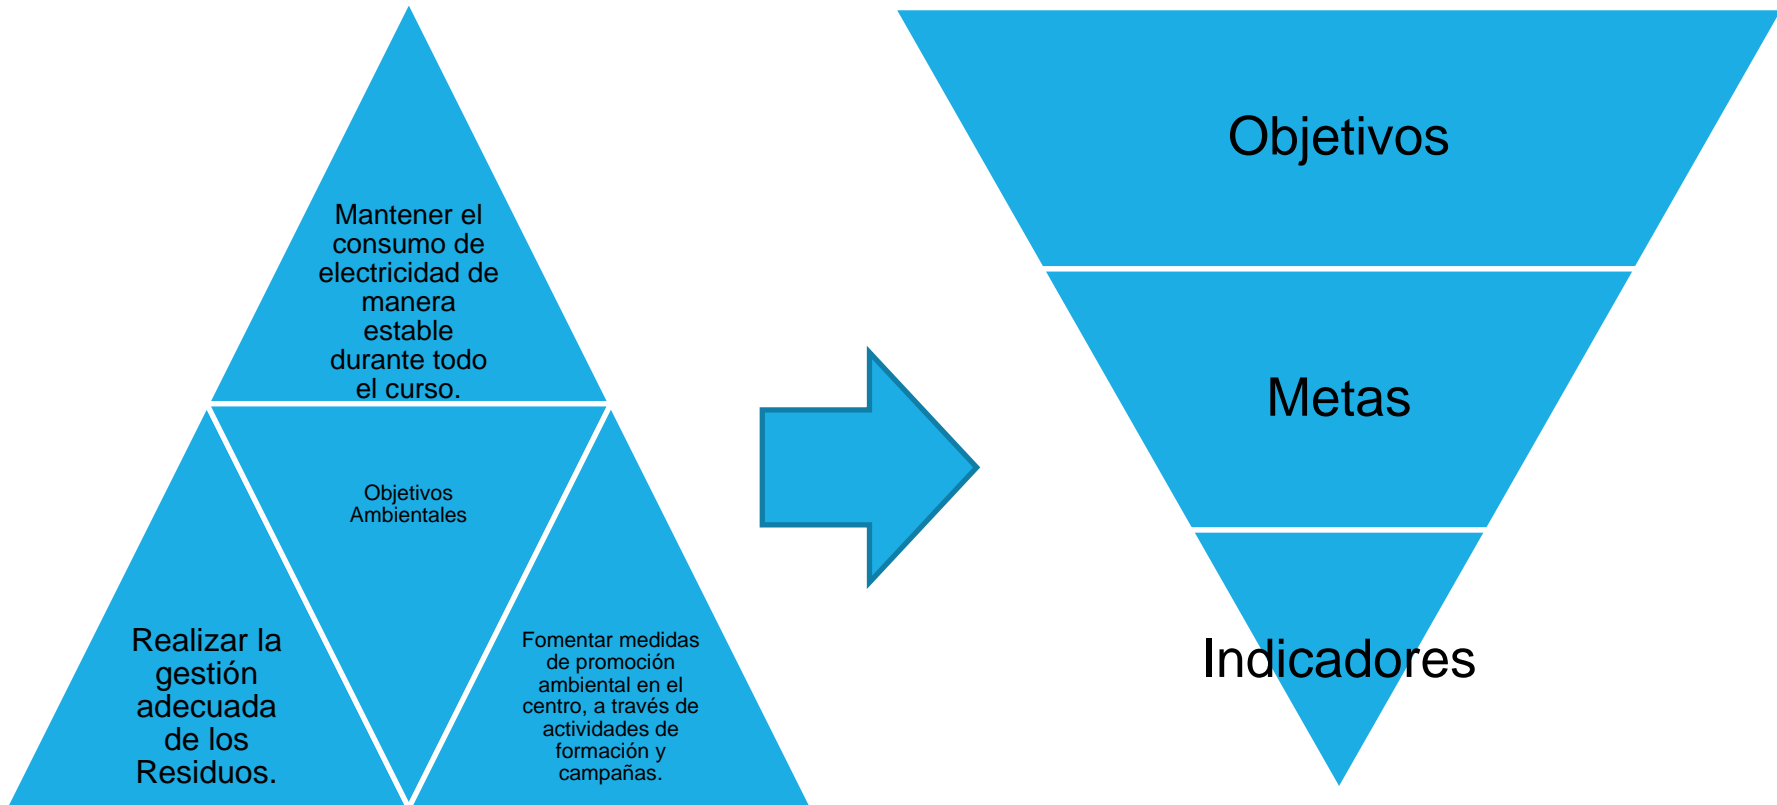 Mantener el
consumo de
electricidad de
manera
estable
durante todo
el curso.
Objetivos
Ambientales
Realizar la
gestión
adecuada
de los
Residuos.
Fomentar medidas
de promoción
ambiental en el
centro, a través de
actividades de
formación y
campañas.
Objetivos
Metas
Indicadores